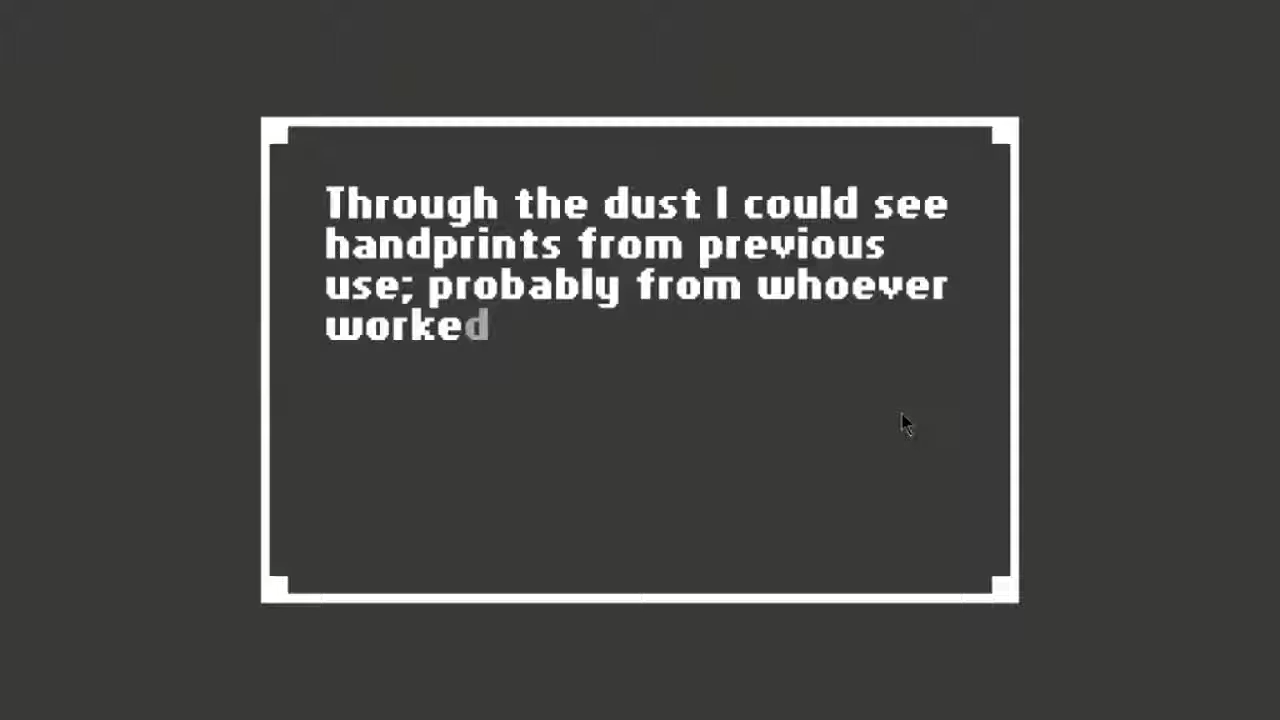 Through the dust I could see
handprints from previous
use; probably from whoever
worked